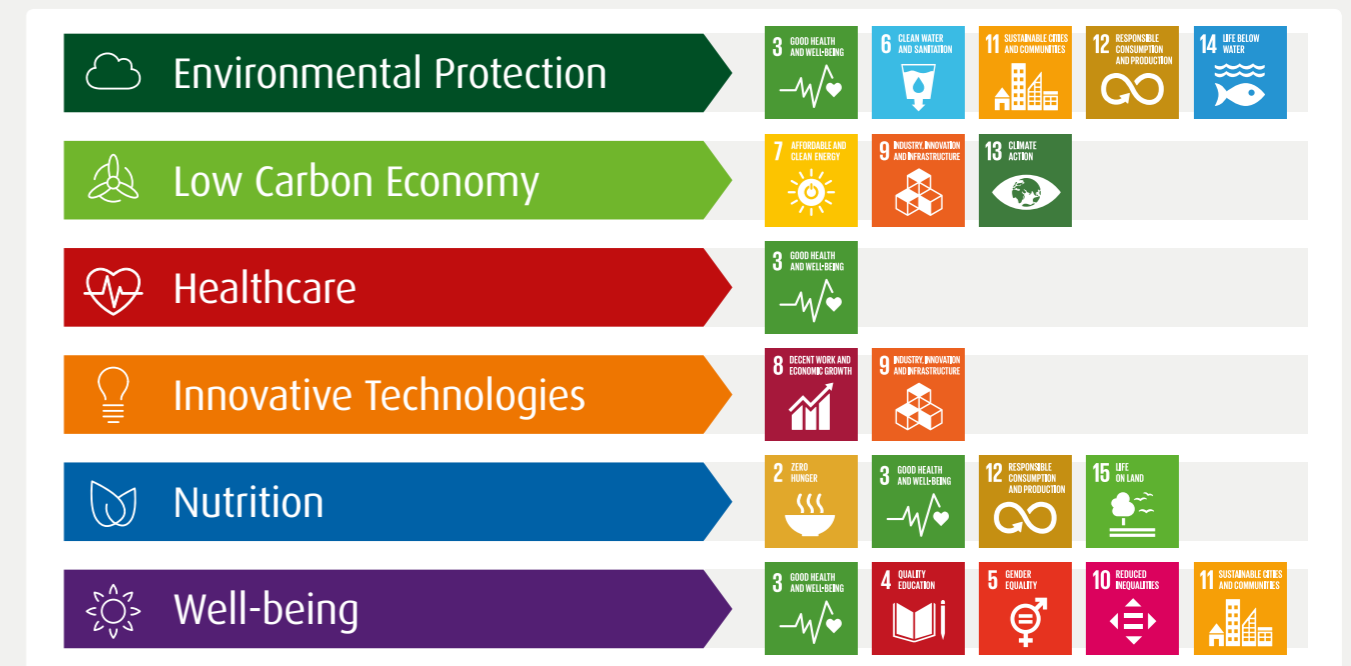 Environmental Protection
3 GOOD HEALTH
AND WELL-BEING
6 CLEAN WATER
AND SANITATION
11 SUSTAINABLE CITIES
AND COMMUNITIES
12 RESPONSIBLE
CONSUMPTION
AND PRODUCTION
14 LIFE BELOW
WATER
Low Carbon Economy
7 AFFORDABLE AND
CLEAN ENERGY
9 INDUSTRY, INNOVATION
AND INFRASTRUCTURE
13 CLIMATE
ACTION
Healthcare
3 GOOD HEALTH
AND WELL-BEING
Innovative Technologies
8 DECENT WORK AND
ECONOMIC GROWTH
9 INDUSTRY, INNOVATION
AND INFRASTRUCTURE
Nutrition
2 ZERO
HUNGER
3 GOOD HEALTH
AND WELL-BEING
12 RESPONSIBLE
CONSUMPTION
AND PRODUCTION
15 LIFE
ON LAND
Well-being
3 GOOD HEALTH
AND WELL-BEING
4 QUALITY
EDUCATION
5 GENDER
EQUALITY
10 REDUCED
INEQUALITIES
11 SUSTAINABLE CITIES
AND COMMUNITIES